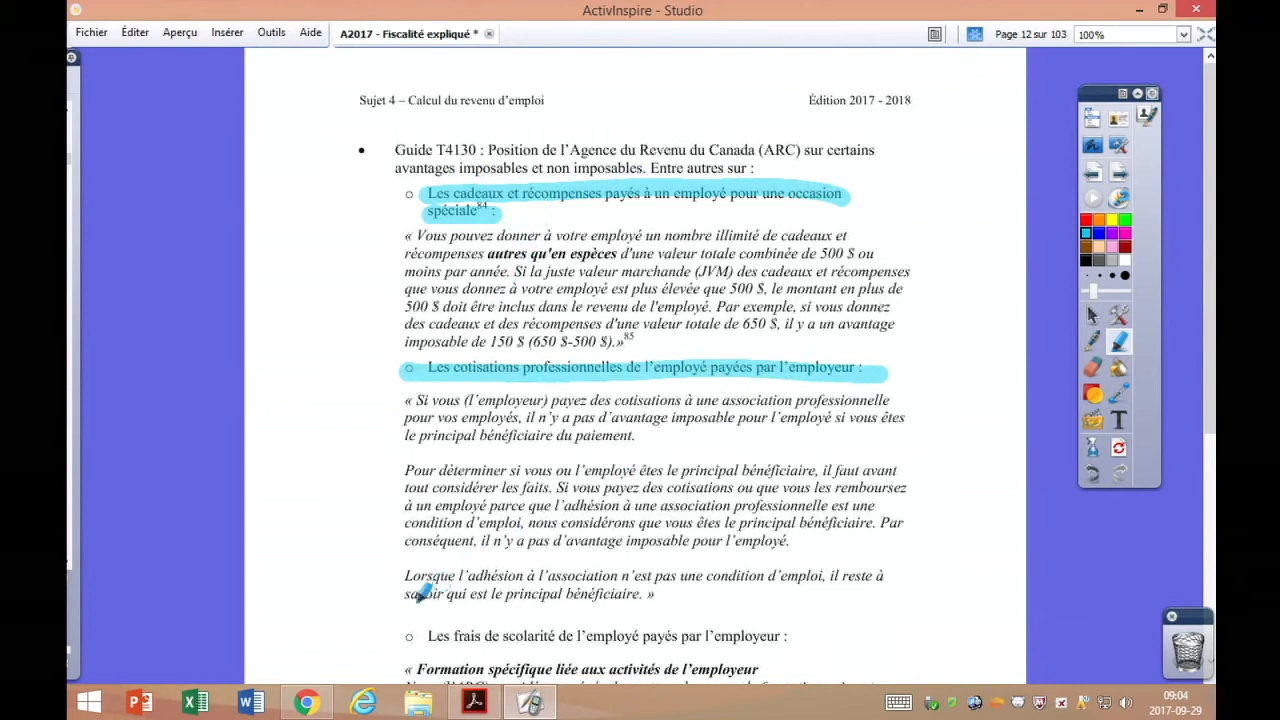 ActivInspire - Studio
Fichier Éditer Aperçu Insérer Outils Aide
A2017 - Fiscalité expliqué *
Page 12 sur 103
100%
Sujet 4 – Calcul du revenu d’emploi
Édition 2017 - 2018
• Guide T4130 : Position de l’Agence du Revenu du Canada (ARC) sur certains
avantages imposables et non imposables. Entre autres sur :
o Les cadeaux et récompenses payés à un employé pour une occasion
spéciale84 :
« Vous pouvez donner à votre employé un nombre illimité de cadeaux et
récompenses autres qu'en espèces d'une valeur totale combinée de 500 $ ou
moins par année. Si la juste valeur marchande (JVM) des cadeaux et récompenses
que vous donnez à votre employé est plus élevée que 500 $, le montant en plus de
500 $ doit être inclus dans le revenu de l'employé. Par exemple, si vous donnez
des cadeaux et des récompenses d'une valeur totale de 650 $, il y a un avantage
imposable de 150 $ (650 $-500 $).»85
o Les cotisations professionnelles de l’employé payées par l’employeur :
« Si vous (l’employeur) payez des cotisations à une association professionnelle
pour vos employés, il n’y a pas d’avantage imposable pour l’employé si vous êtes
le principal bénéficiaire du paiement.
Pour déterminer si vous ou l’employé êtes le principal bénéficiaire, il faut avant
tout considérer les faits. Si vous payez des cotisations ou que vous les remboursez
à un employé parce que l’adhésion à une association professionnelle est une
condition d’emploi, nous considérons que vous êtes le principal bénéficiaire. Par
conséquent, il n’y a pas d’avantage imposable pour l’employé.
Lorsque l’adhésion à l’association n’est pas une condition d’emploi, il reste à
savoir qui est le principal bénéficiaire. »
o Les frais de scolarité de l’employé payés par l’employeur :
« Formation spécifique liée aux activités de l’employeur
09:04
2017-09-29